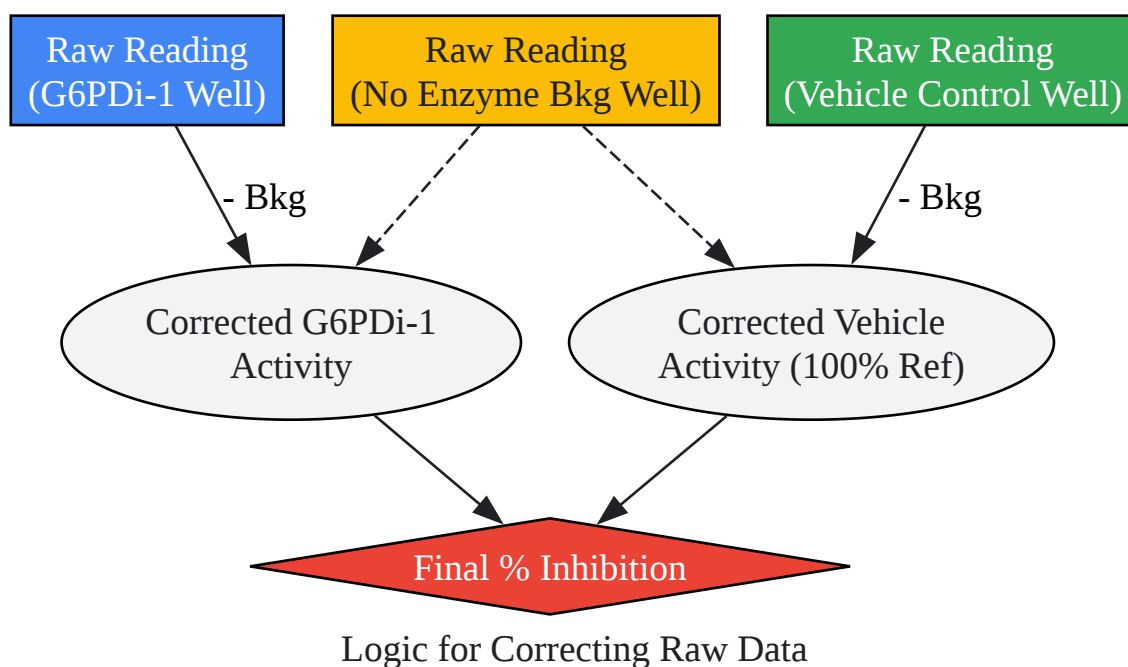 Raw Reading
(G6PDi-1 Well)
Raw Reading
(No Enzyme Bkg Well)
Raw Reading
(Vehicle Control Well)
- Bkg
- Bkg
Corrected G6PDi-1
Activity
Corrected Vehicle
Activity (100% Ref)
Final % Inhibition
Logic for Correcting Raw Data